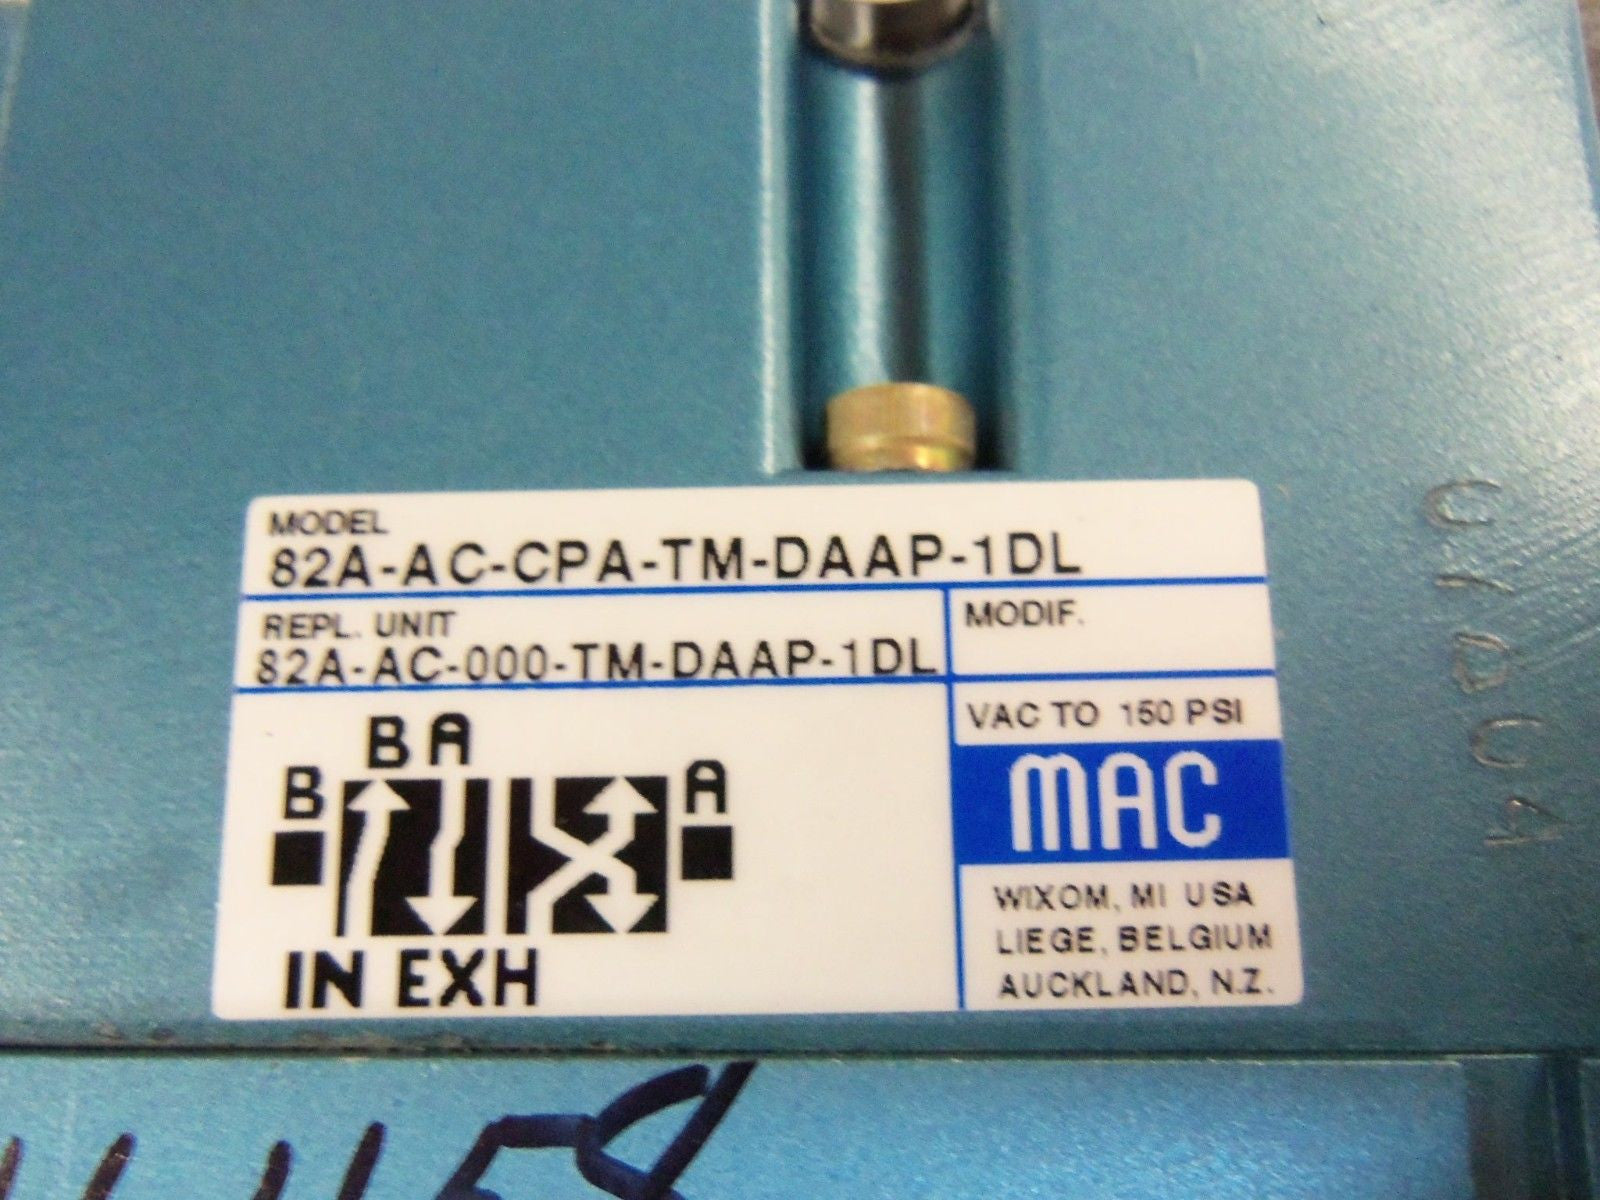 MODEL
82A-AC-CPA-TM-DAAP-1DL
REPL. UNIT
82A-AC-000-TM-DAAP-1DL
MODIF.
VAC TO 150 PSI
MAC
WIXOM, MI USA
LIEGE, BELGIUM
AUCKLAND, N.Z.
B A
B A
IN EXH